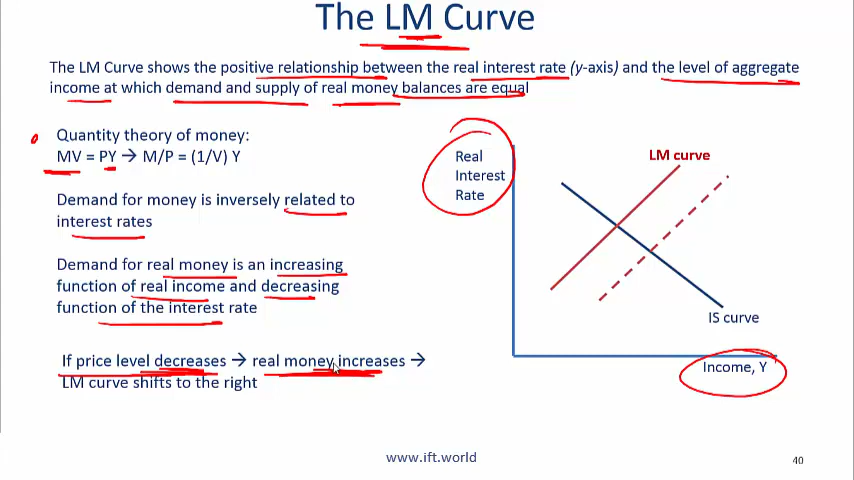 The LM Curve
The LM Curve shows the positive relationship between the real interest rate (y-axis) and the level of aggregate
income at which demand and supply of real money balances are equal
Quantity theory of money:
MV = PY → M/P = (1/V) Y
Demand for money is inversely related to
interest rates
Demand for real money is an increasing
function of real income and decreasing
function of the interest rate
If price level decreases → real money increases →
LM curve shifts to the right
Real
Interest
Rate
LM curve
IS curve
Income, Y
www.ift.world
40